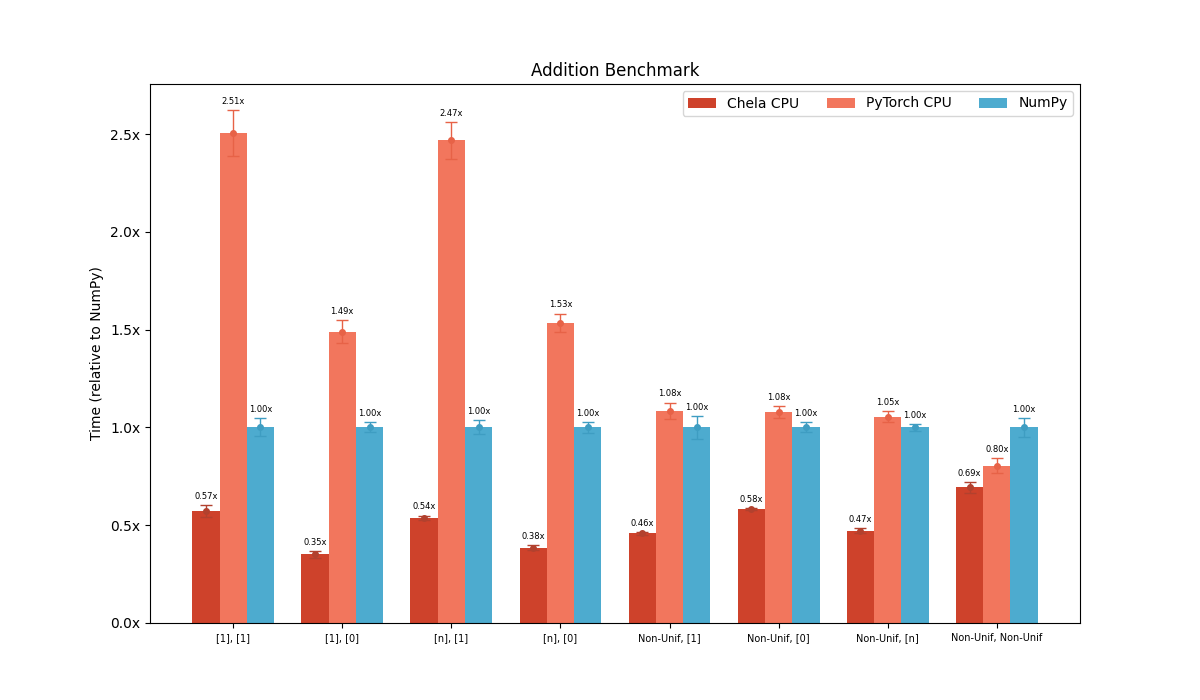 Addition Benchmark
Chela CPU PyTorch CPU NumPy
Time (relative to NumPy)
2.5x
2.0x
1.5x
1.0x
0.5x
0.0x
0.57x 2.51x 1.00x
0.35x 1.49x 1.00x
0.54x 2.47x 1.00x
0.38x 1.53x 1.00x
0.46x 1.08x 1.00x
0.58x 1.08x 1.00x
0.47x 1.05x 1.00x
0.69x 0.80x 1.00x
[1], [1] [1], [0] [n], [1] [n], [0] Non-Unif, [1] Non-Unif, [0] Non-Unif, [n] Non-Unif, Non-Unif